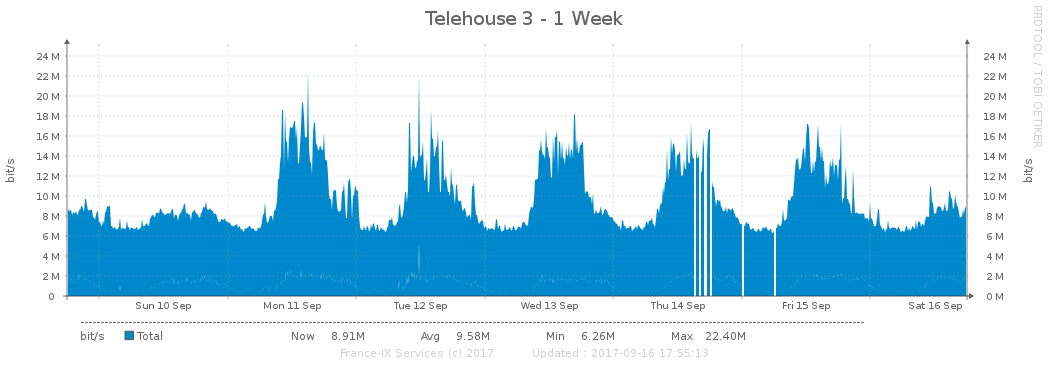 Telehouse 3 - 1 Week
RRDTOOL / TOBI OETIKER
bit/s
24 M 24 M
22 M 22 M
20 M 20 M
18 M 18 M
16 M 16 M
14 M 14 M
12 M 12 M
10 M 10 M
8 M 8 M
6 M 6 M
4 M 4 M
2 M 2 M
0 0 M
bit/s
Sun 10 Sep Mon 11 Sep Tue 12 Sep Wed 13 Sep Thu 14 Sep Fri 15 Sep Sat 16 Sep
bit/s Total Now 8.91M Avg 9.58M Min 6.26M Max 22.40M
France-IX Services (c) 2017 Updated : 2017-09-16 17:55:13